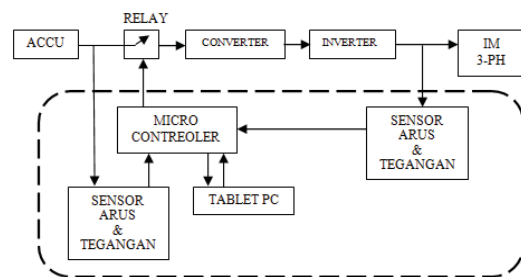 RELAY
ACCU
CONVERTER
INVERTER
IM
3-PH
MICRO
CONTREOLER
SENSOR
ARUS
&
TEGANGAN
SENSOR
ARUS
&
TEGANGAN
TABLET PC